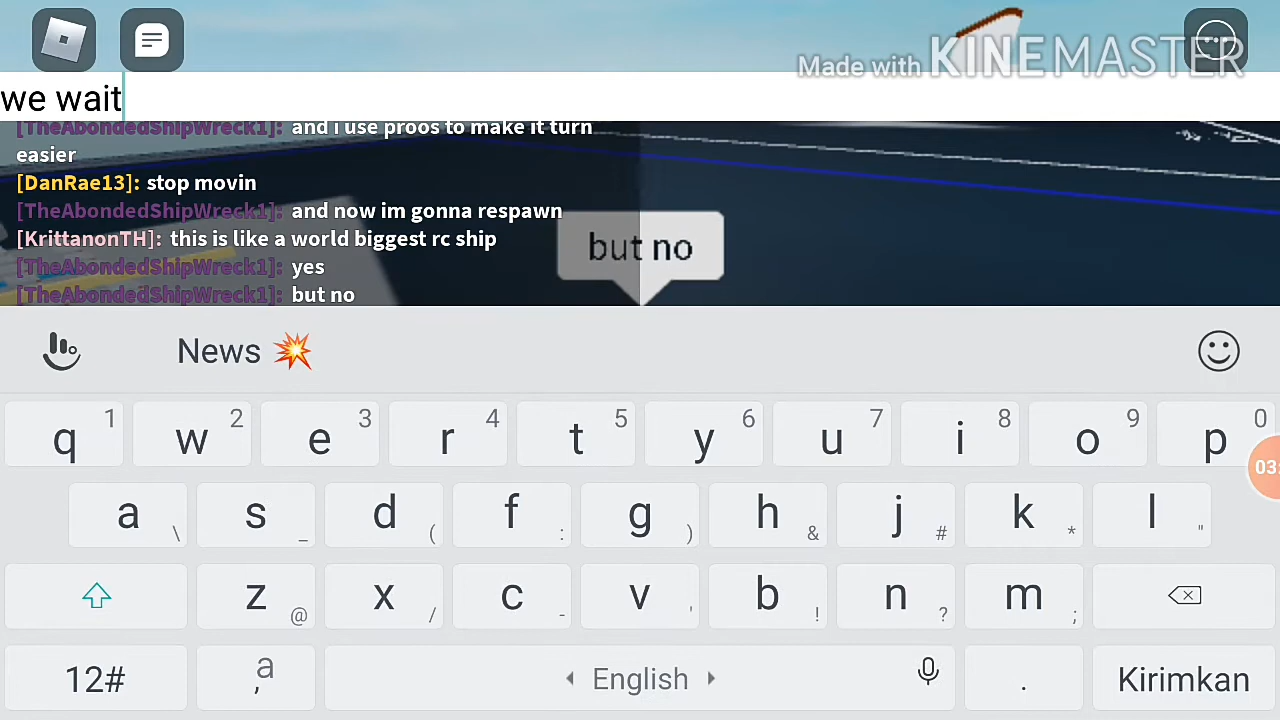 Made with KINEMASTER
we wait
[TheAbondedShipWreck1]: and i use proos to make it turn
easier
[DanRae13]: stop movin
[TheAbondedShipWreck1]: and now im gonna respawn
[KrittanonTH]: this is like a world biggest rc ship
[TheAbondedShipWreck1]: yes
[TheAbondedShipWreck1]: but no
but no
News 💥
q 1 w 2 e 3 r 4 t 5 y 6 u 7 i 8 o 9 p 0
03:
a \ s _ d ( f : g ) h & j # k * l "
z @ x / c - v ' b ! n ? m ;
12# a , English . Kirimkan